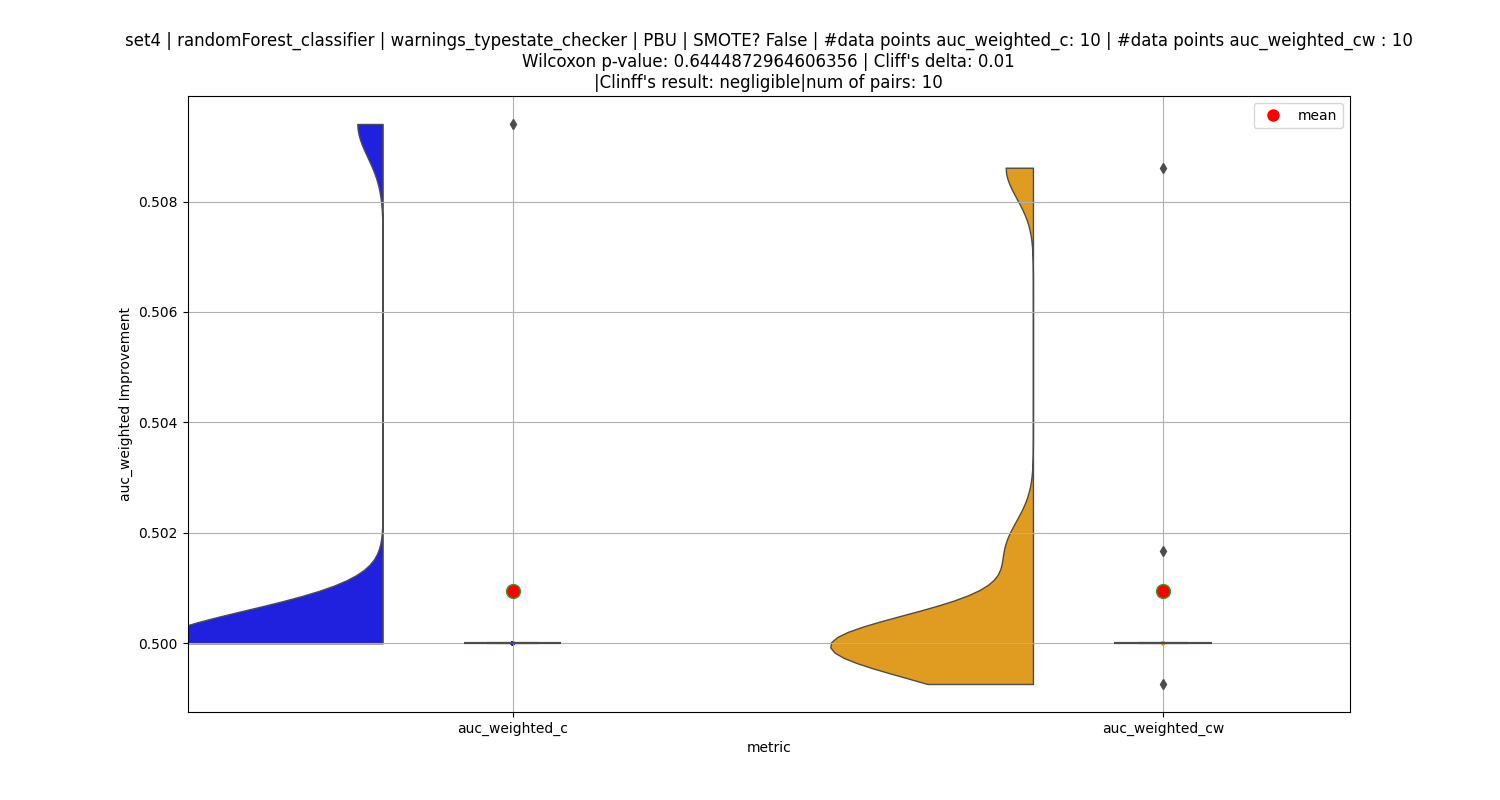 set4 | randomForest_classifier | warnings_typestate_checker | PBU | SMOTE? False | #data points auc_weighted_c: 10 | #data points auc_weighted_cw : 10
Wilcoxon p-value: 0.6444872964606356 | Cliff's delta: 0.01
|Clinff's result: negligible|num of pairs: 10
mean
0.508
0.506
0.504
0.502
0.500
auc_weighted Improvement
auc_weighted_c
auc_weighted_cw
metric